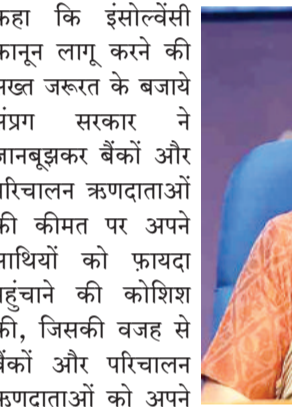 कहा कि इंसोल्वेंसी
कानून लागू करने की
सख्त जरूरत के बजाये
संप्रग सरकार ने
जानबूझकर बैंकों और
परिचालन ऋणदाताओं
की कीमत पर अपने
साथियों को फ़ायदा
पहुंचाने की कोशिश
की, जिसकी वजह से
बैंकों और परिचालन
ऋणदाताओं को अपने